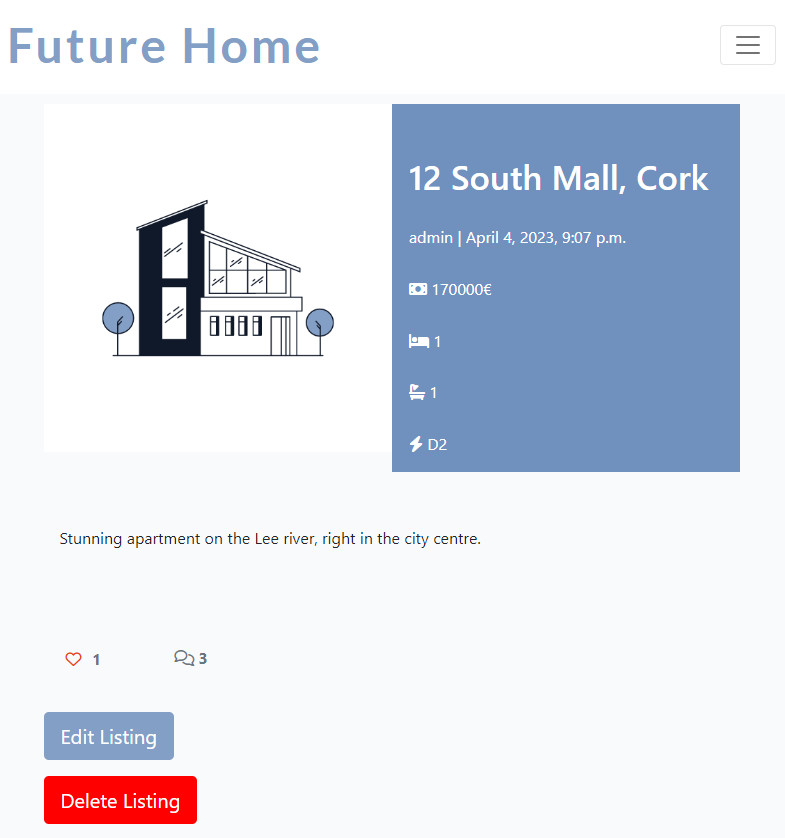 Future Home
12 South Mall, Cork
admin | April 4, 2023, 9:07 p.m.
170000€
1
1
D2
Stunning apartment on the Lee river, right in the city centre.
1 3
Edit Listing
Delete Listing